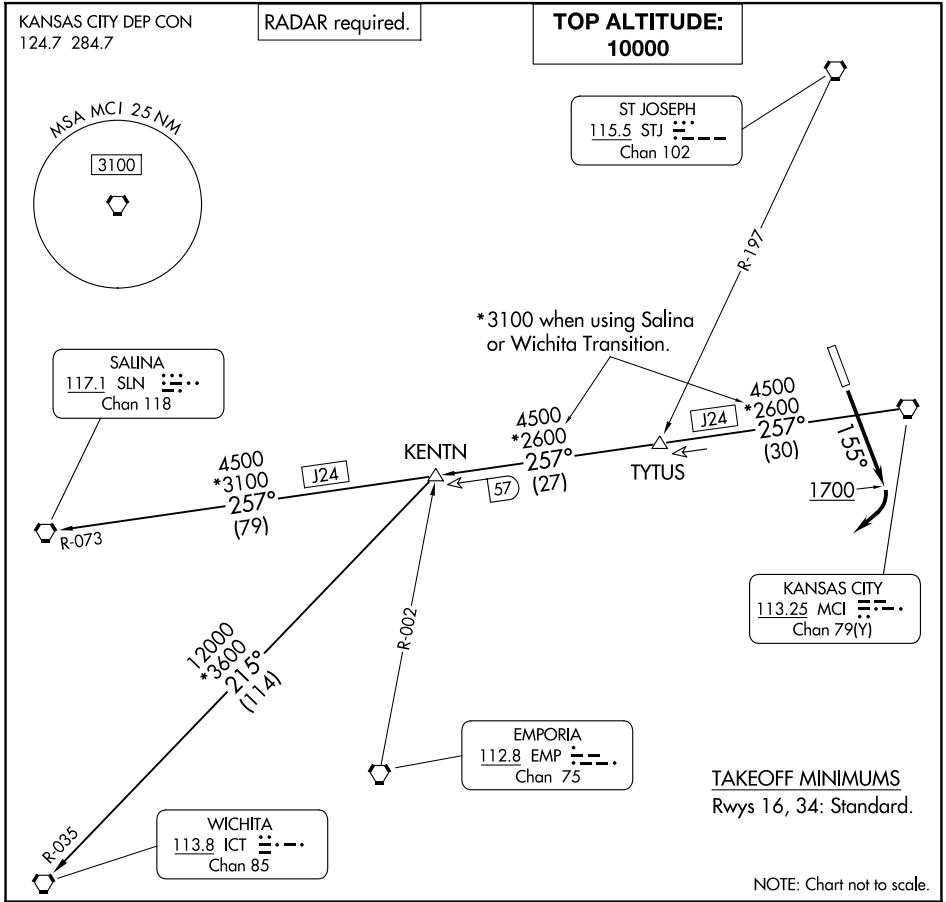 KANSAS CITY DEP CON
124.7 284.7
RADAR required.
TOP ALTITUDE:
10000
MSA MCI 25 NM
3100
ST JOSEPH
115.5 STJ
Chan 102
R-197
*3100 when using Salina
or Wichita Transition.
SALINA
117.1 SLN
Chan 118
4500
*2600
J24
257°
(30)
155°
1700
TYTUS
4500
*2600
257°
(27)
57
KENTN
4500
*3100
J24
257°
(79)
R-073
KANSAS CITY
113.25 MCI
Chan 79(Y)
R-002
12000
*3600
215°
(114)
EMPORIA
112.8 EMP
Chan 75
TAKEOFF MINIMUMS
Rwys 16, 34: Standard.
R-035
WICHITA
113.8 ICT
Chan 85
NOTE: Chart not to scale.